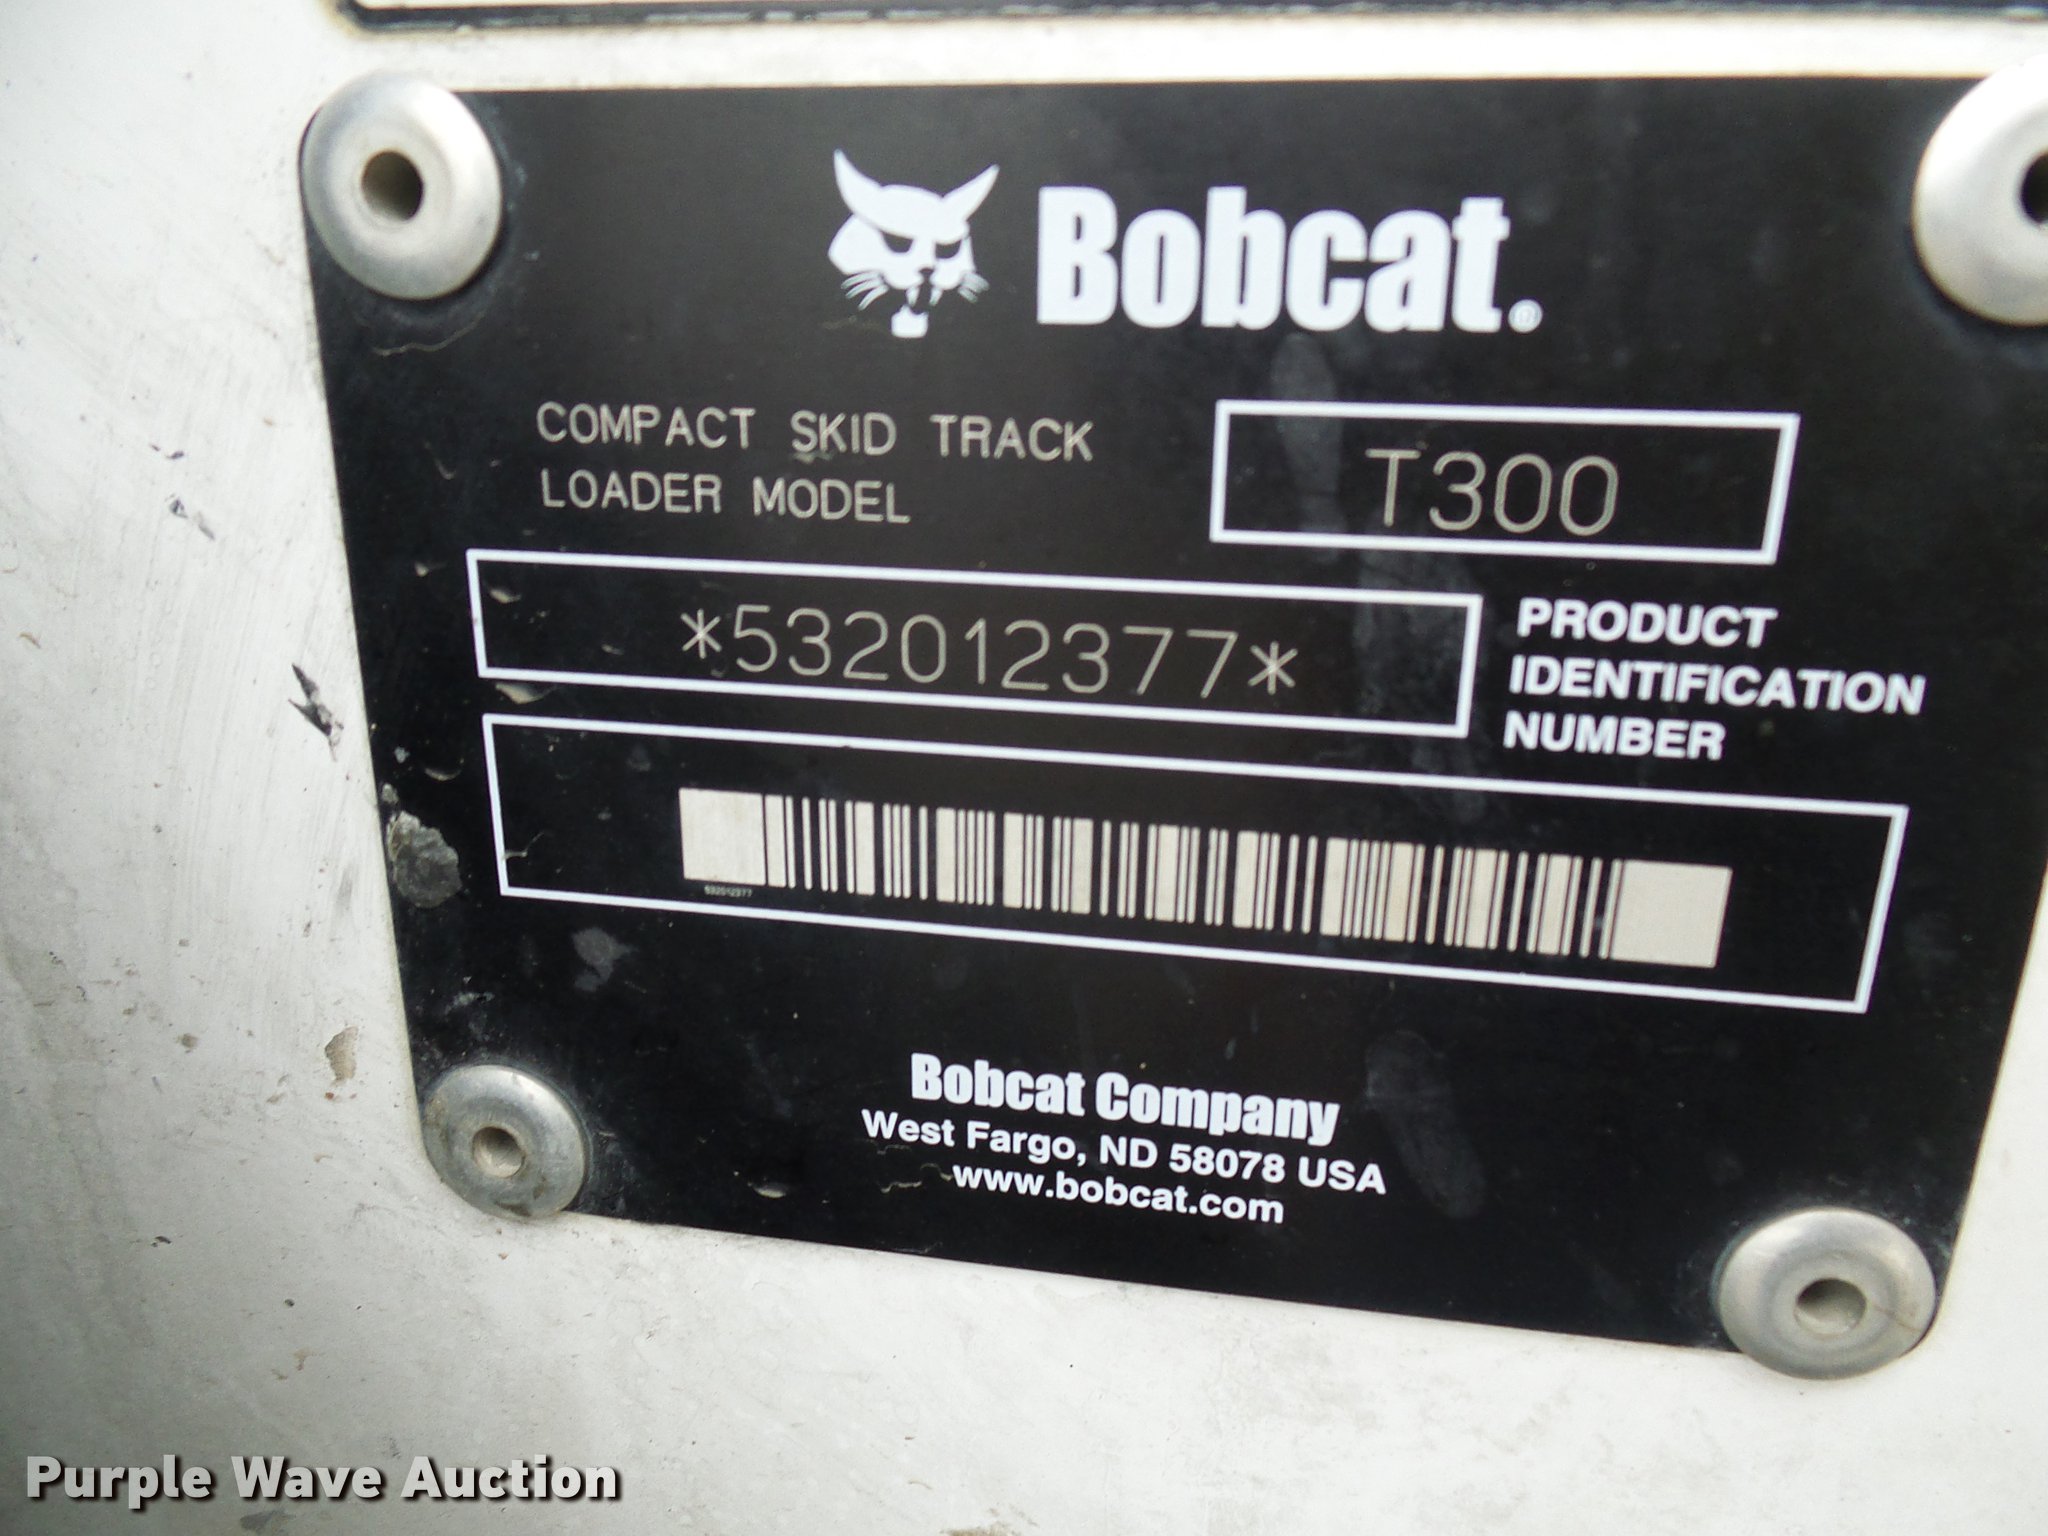 Bobcat®
COMPACT SKID TRACK
LOADER MODEL
T300
*532012377*
PRODUCT
IDENTIFICATION
NUMBER
532012377
Bobcat Company
West Fargo, ND 58078 USA
www.bobcat.com
Purple Wave Auction